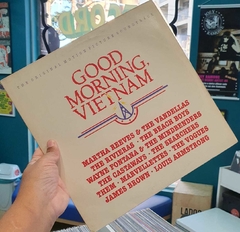 THE ORIGINAL MOTION PICTURE SOUNDTRACK
GOOD
MORNING,
VIETNAM
MARTHA REEVES & THE VANDELLAS
THE RIVIERAS · THE BEACH BOYS
WAYNE FONTANA & THE MINDBENDERS
THE CASTAWAYS · THE SEARCHERS
THEM · MARVELETTES · THE VOGUES
JAMES BROWN · LOUIS ARMSTRONG